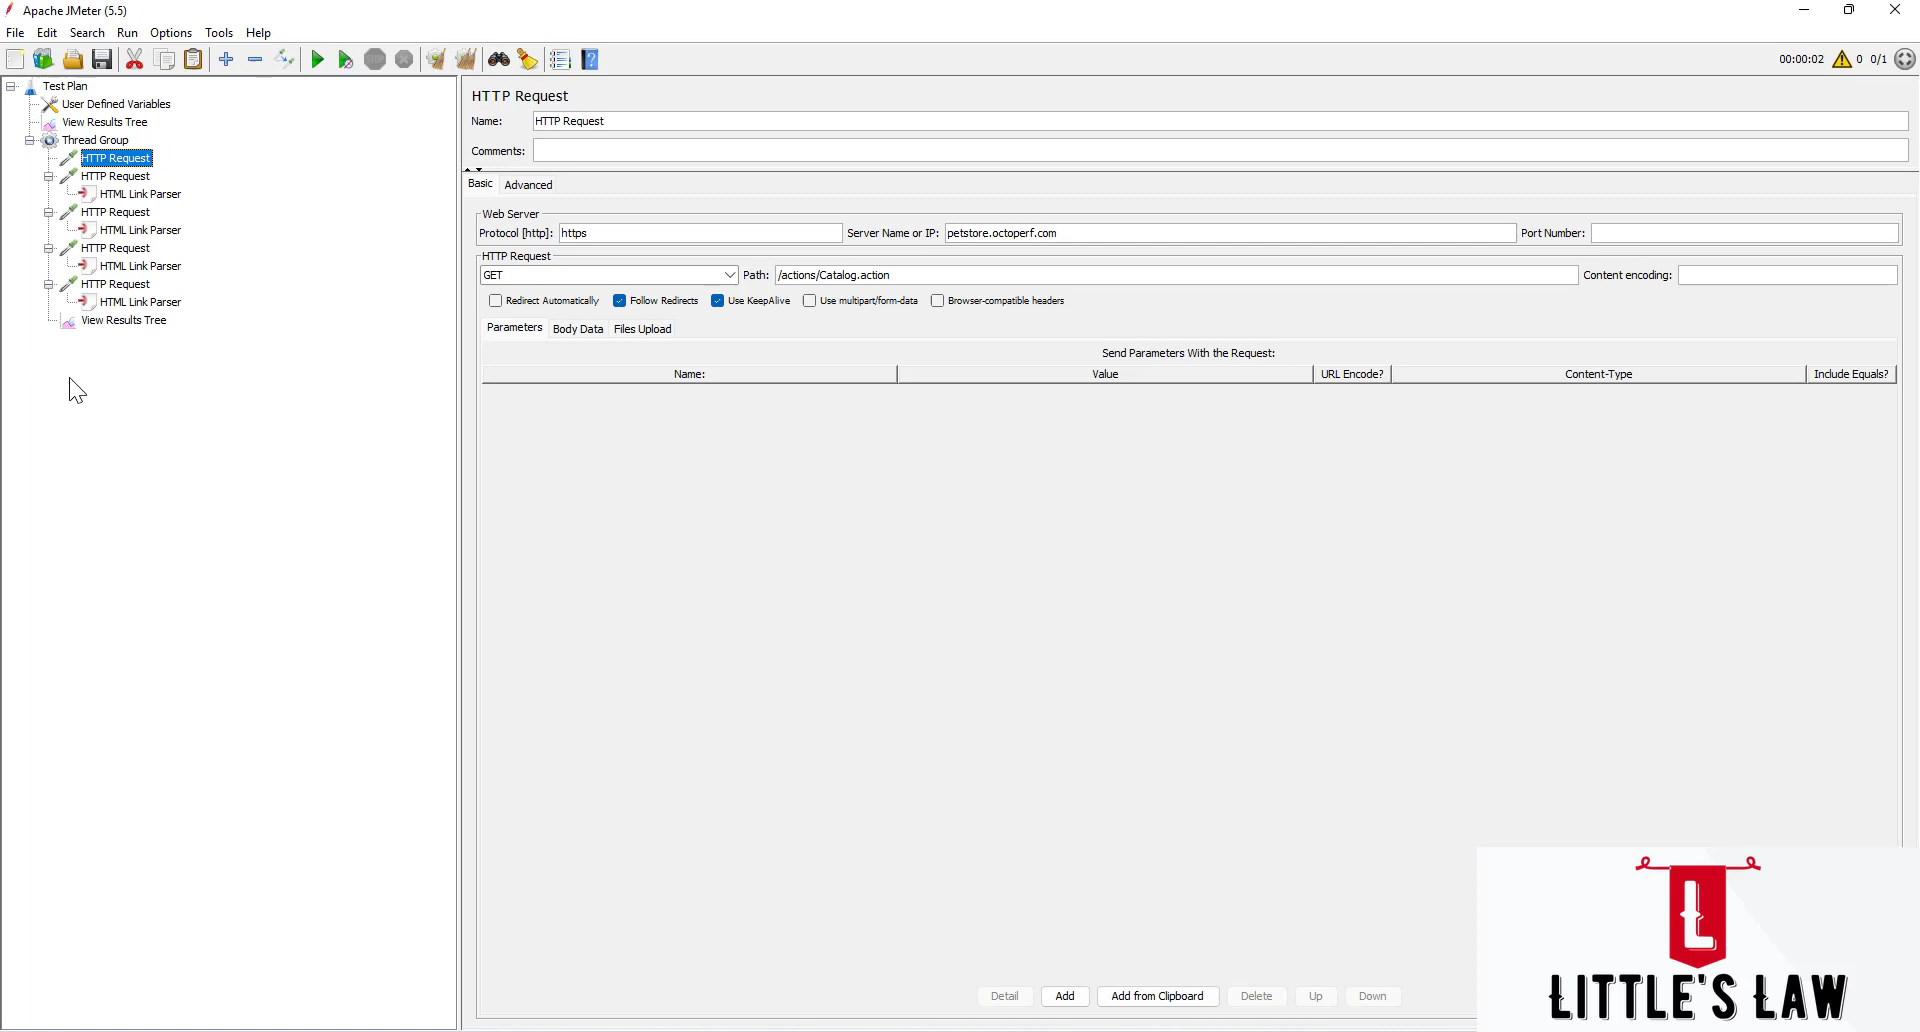 Apache JMeter (5.5)
File Edit Search Run Options Tools Help
00:00:02 0 0/1
Test Plan
User Defined Variables
View Results Tree
Thread Group
HTTP Request
HTTP Request
HTML Link Parser
HTTP Request
HTML Link Parser
HTTP Request
HTML Link Parser
HTTP Request
HTML Link Parser
View Results Tree
HTTP Request
Name: HTTP Request
Comments:
Basic Advanced
Web Server
Protocol [http]: https Server Name or IP: petstore.octoperf.com Port Number:
HTTP Request
GET Path: /actions/Catalog.action Content encoding:
Redirect Automatically Follow Redirects Use KeepAlive Use multipart/form-data Browser-compatible headers
Parameters Body Data Files Upload
Send Parameters With the Request:
Name: Value URL Encode? Content-Type Include Equals?
Detail Add Add from Clipboard Delete Up Down
L
LITTLE'S LAW